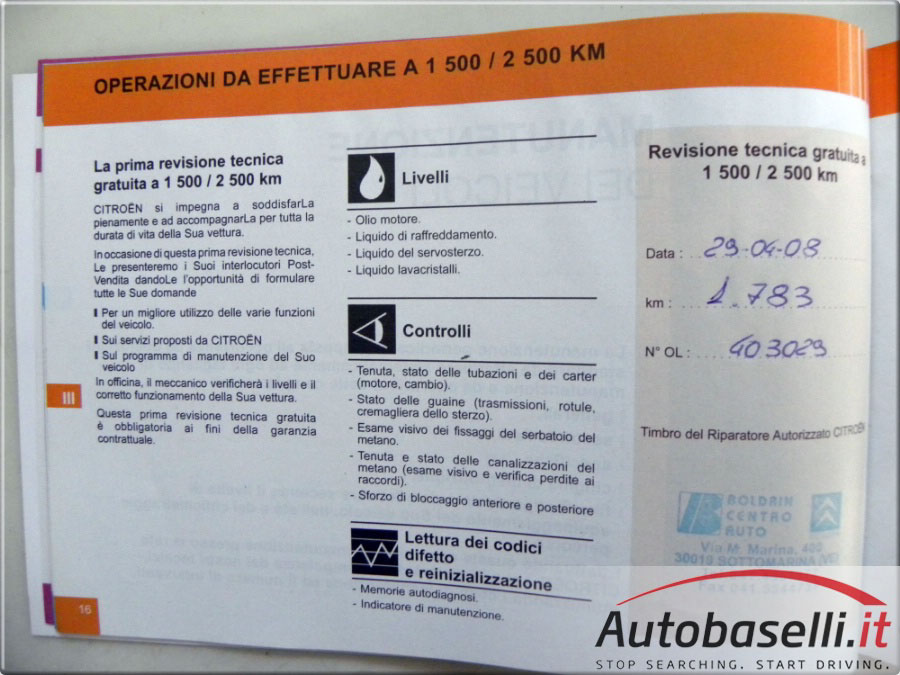 OPERAZIONI DA EFFETTUARE A 1 500 / 2 500 KM
La prima revisione tecnica
gratuita a 1 500 / 2 500 km
CITROËN si impegna a soddisfarLa
pienamente e ad accompagnarLa per tutta la
durata di vita della Sua vettura.
In occasione di questa prima revisione tecnica,
Le presenteremo i Suoi interlocutori Post-
Vendita dandoLe l'opportunità di formulare
tutte le Sue domande
Per un migliore utilizzo delle varie funzioni
del veicolo.
Sui servizi proposti da CITROËN
Sul programma di manutenzione del Suo
veicolo
In officina, il meccanico verificherà i livelli e il
corretto funzionamento della Sua vettura.
Questa prima revisione tecnica gratuita
è obbligatoria ai fini della garanzia
contrattuale.
III
16
Livelli
- Olio motore.
- Liquido di raffreddamento.
- Liquido del servosterzo.
- Liquido lavacristalli.
Controlli
- Tenuta, stato delle tubazioni e dei carter
(motore, cambio).
- Stato delle guaine (trasmissioni, rotule,
cremagliera dello sterzo).
- Esame visivo dei fissaggi del serbatoio del
metano.
- Tenuta e stato delle canalizzazioni del
metano (esame visivo e verifica perdite ai
raccordi).
- Sforzo di bloccaggio anteriore e posteriore
Lettura dei codici
difetto
e reinizializzazione
- Memorie autodiagnosi.
- Indicatore di manutenzione.
Revisione tecnica gratuita a
1 500 / 2 500 km
Data : 29-04-08
km : 1.783
N° OL : 403029
Timbro del Riparatore Autorizzato CITROËN
BOLDRIN
CENTRO
AUTO
Via M. Marina, 400
30019 SOTTOMARINA (VE)
Autobaselli.it
STOP SEARCHING. START DRIVING.